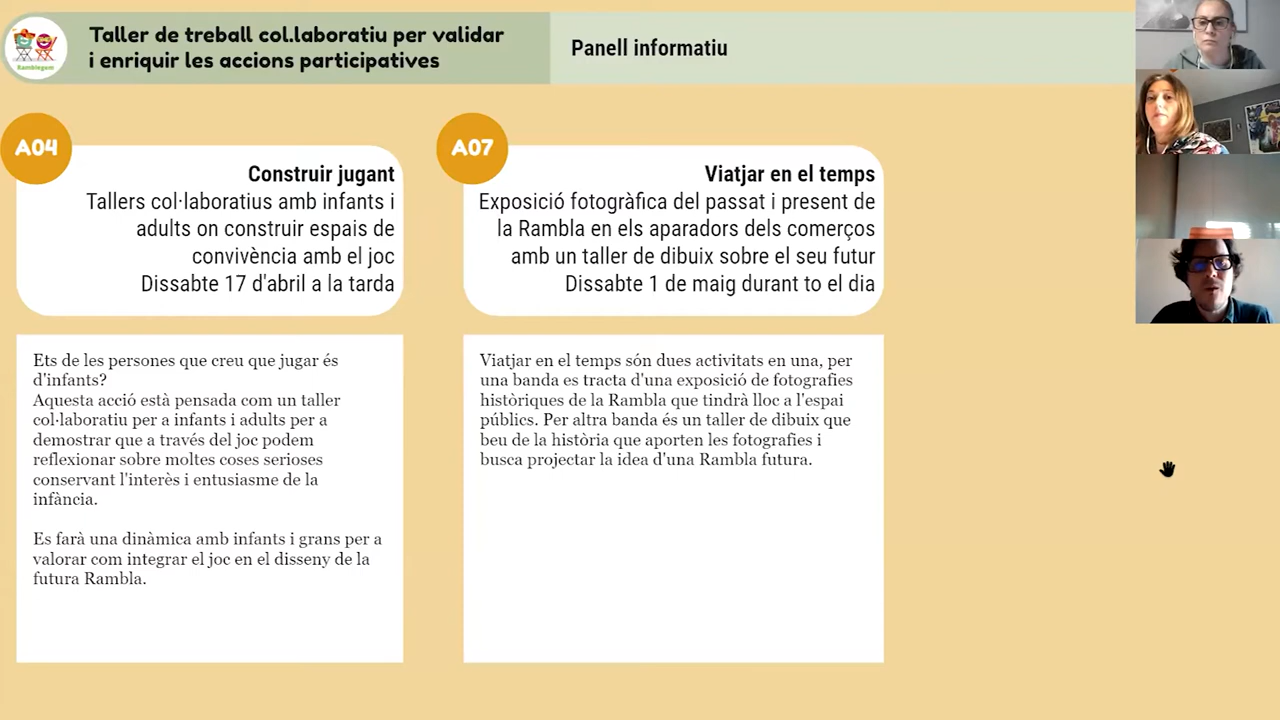 Taller de treball col.laboratiu per validar
i enriquir les accions participatives
Panell informatiu
Ramblegem
A04
Construir jugant
Tallers col·laboratius amb infants i
adults on construir espais de
convivència amb el joc
Dissabte 17 d'abril a la tarda
Ets de les persones que creu que jugar és
d'infants?
Aquesta acció està pensada com un taller
col·laboratiu per a infants i adults per a
demostrar que a través del joc podem
reflexionar sobre moltes coses serioses
conservant l'interès i entusiasme de la
infància.
Es farà una dinàmica amb infants i grans per a
valorar com integrar el joc en el disseny de la
futura Rambla.
A07
Viatjar en el temps
Exposició fotogràfica del passat i present de
la Rambla en els aparadors dels comerços
amb un taller de dibuix sobre el seu futur
Dissabte 1 de maig durant to el dia
Viatjar en el temps són dues activitats en una, per
una banda es tracta d'una exposició de fotografies
històriques de la Rambla que tindrà lloc a l'espai
públics. Per altra banda és un taller de dibuix que
beu de la història que aporten les fotografies i
busca projectar la idea d'una Rambla futura.